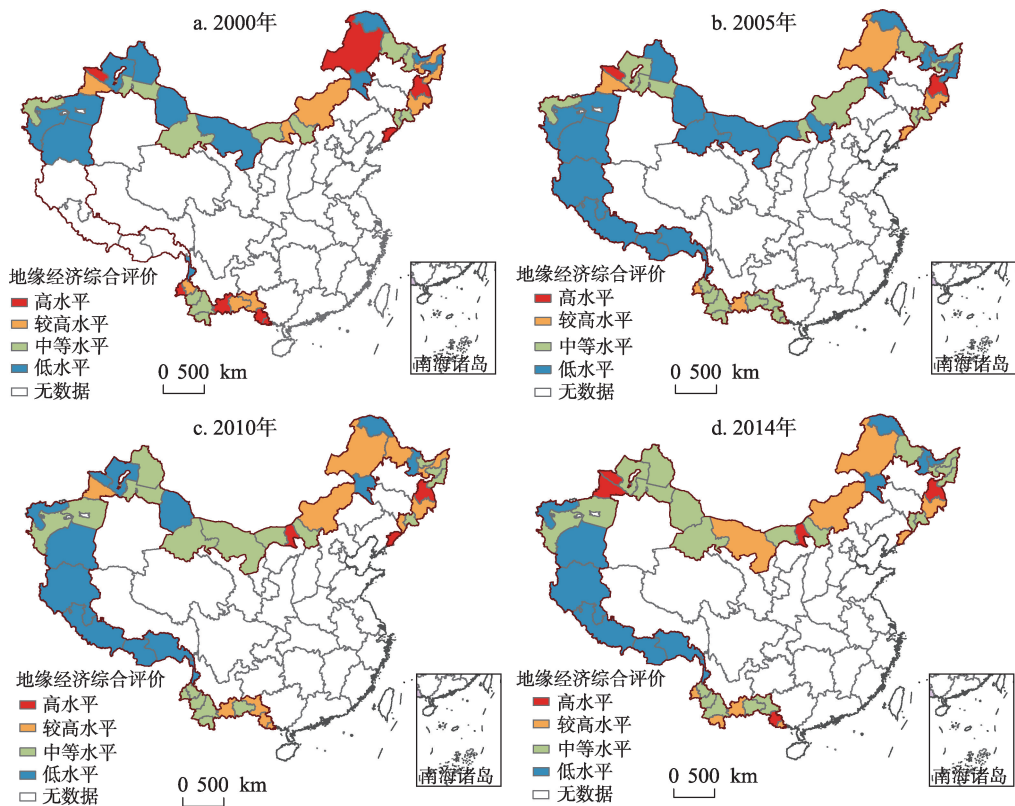 a. 2000年
地缘经济综合评价
高水平
较高水平
中等水平
低水平
无数据
0 500 km
南海诸岛
b. 2005年
地缘经济综合评价
高水平
较高水平
中等水平
低水平
无数据
0 500 km
南海诸岛
c. 2010年
地缘经济综合评价
高水平
较高水平
中等水平
低水平
无数据
0 500 km
南海诸岛
d. 2014年
地缘经济综合评价
高水平
较高水平
中等水平
低水平
无数据
0 500 km
南海诸岛